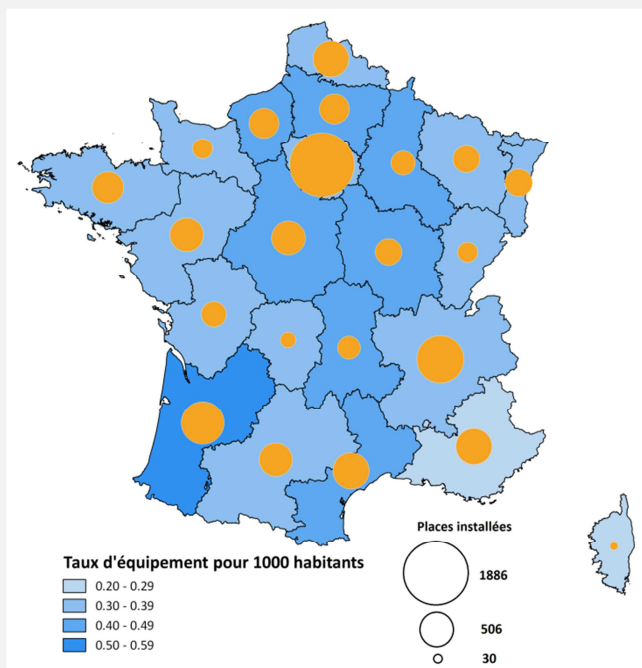 Places installées
1886
506
30
Taux d'équipement pour 1000 habitants
0.20 - 0.29
0.30 - 0.39
0.40 - 0.49
0.50 - 0.59